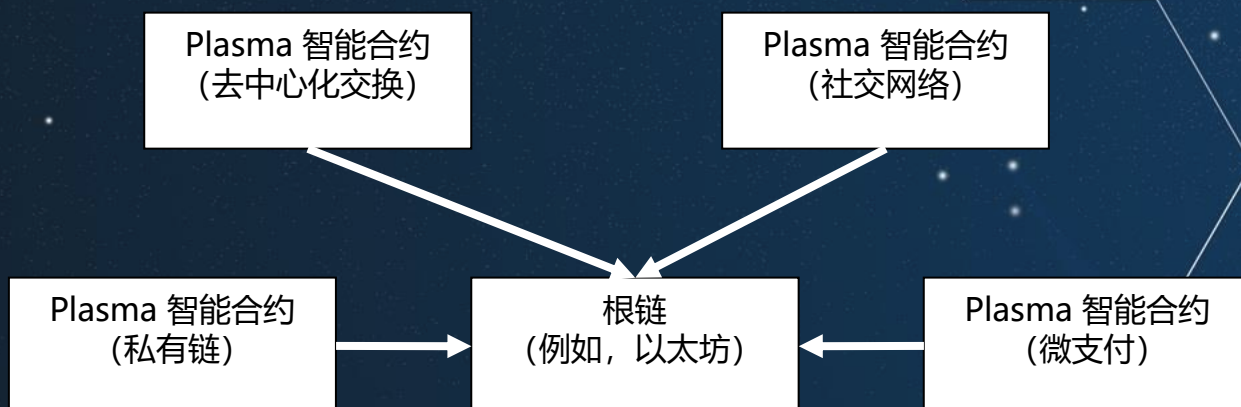 Plasma 智能合约
（去中心化交换）
Plasma 智能合约
（社交网络）
Plasma 智能合约
（私有链）
根链
（例如，以太坊）
Plasma 智能合约
（微支付）